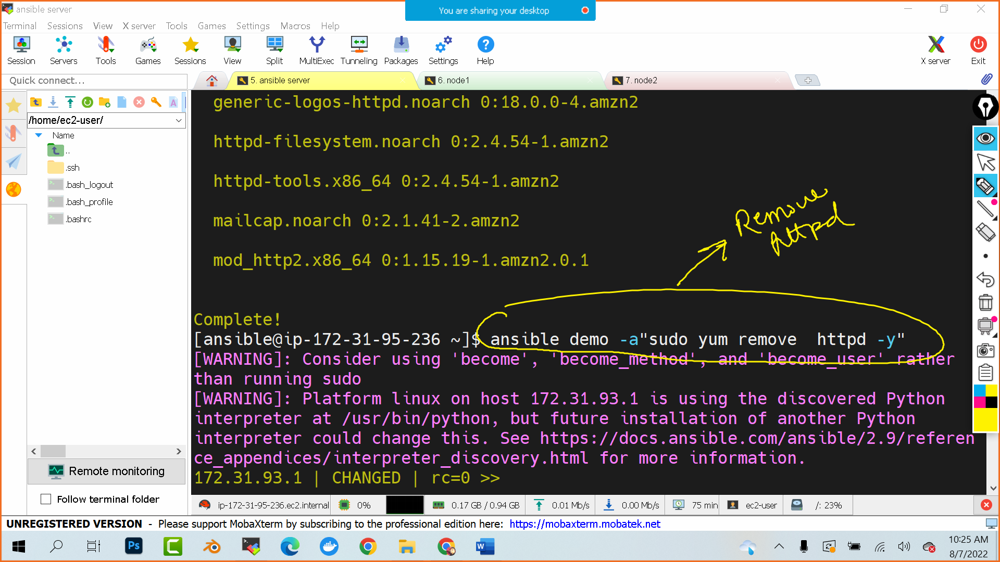 ansible server
You are sharing your desktop
Terminal Sessions View X server Tools Games Settings Macros Help
Session Servers Tools Games Sessions View Split MultiExec Tunneling Packages Settings Help X server Exit
Quick connect...
5. ansible server
6. node1
7. node2
/home/ec2-user/
Name
..
.ssh
.bash_logout
.bash_profile
.bashrc
Remote monitoring
Follow terminal folder
generic-logos-httpd.noarch 0:18.0.0-4.amzn2
httpd-filesystem.noarch 0:2.4.54-1.amzn2
httpd-tools.x86_64 0:2.4.54-1.amzn2
mailcap.noarch 0:2.1.41-2.amzn2
mod_http2.x86_64 0:1.15.19-1.amzn2.0.1
Remove
httpd
Complete!
[ansible@ip-172-31-95-236 ~]$ ansible demo -a"sudo yum remove  httpd -y"
[WARNING]: Consider using 'become', 'become_method', and 'become_user' rather
than running sudo
[WARNING]: Platform linux on host 172.31.93.1 is using the discovered Python
interpreter at /usr/bin/python, but future installation of another Python
interpreter could change this. See https://docs.ansible.com/ansible/2.9/referen
ce_appendices/interpreter_discovery.html for more information.
172.31.93.1 | CHANGED | rc=0 >>
ip-172-31-95-236.ec2.internal 0% 0.17 GB / 0.94 GB 0.01 Mb/s 0.00 Mb/s 75 min ec2-user /: 23%
UNREGISTERED VERSION - Please support MobaXterm by subscribing to the professional edition here: https://mobaxterm.mobatek.net
Ps
C
W
10:25 AM
8/7/2022